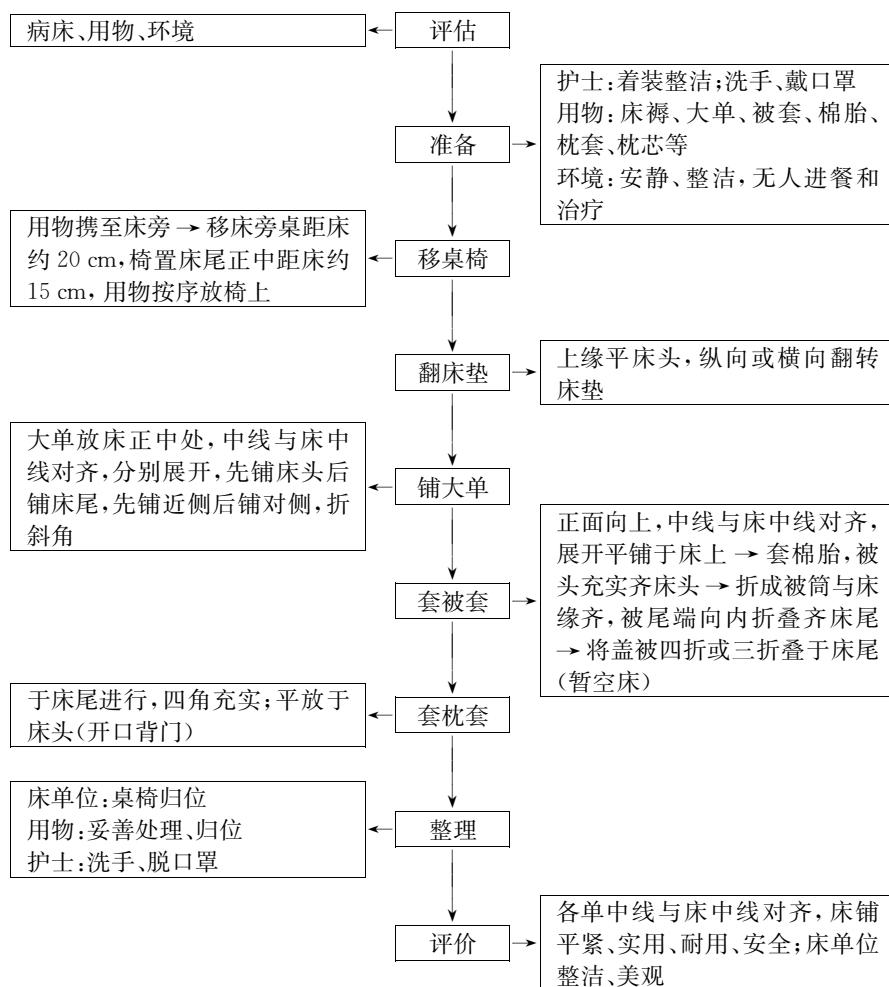 病床、用物、环境
评估
护士：着装整洁；洗手、戴口罩
用物：床褥、大单、被套、棉胎、
枕套、枕芯等
环境：安静、整洁，无人进餐和
治疗
准备
用物携至床旁 → 移床旁桌距床
约 20 cm，椅置床尾正中距床约
15 cm，用物按序放椅上
移桌椅
翻床垫
上缘平床头，纵向或横向翻转
床垫
大单放床正中处，中线与床中
线对齐，分别展开，先铺床头后
铺床尾，先铺近侧后铺对侧，折
斜角
铺大单
正面向上，中线与床中线对齐，
展开平铺于床上 → 套棉胎，被
头充实齐床头 → 折成被筒与床
缘齐，被尾端向内折叠齐床尾
→ 将盖被四折或三折叠于床尾
（暂空床）
套被套
于床尾进行，四角充实；平放于
床头（开口背门）
套枕套
床单位：桌椅归位
用物：妥善处理、归位
护士：洗手、脱口罩
整理
评价
各单中线与床中线对齐，床铺
平紧、实用、耐用、安全；床单位
整洁、美观